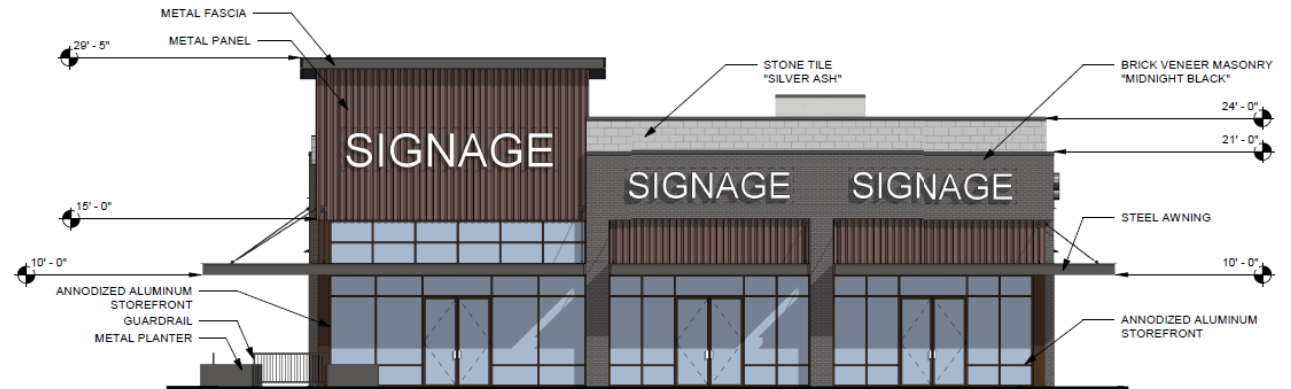 METAL FASCIA
METAL PANEL
29' - 5"
STONE TILE
"SILVER ASH"
BRICK VENEER MASONRY
"MIDNIGHT BLACK"
24' - 0"
21' - 0"
SIGNAGE
SIGNAGE
SIGNAGE
15' - 0"
STEEL AWNING
10' - 0"
10' - 0"
ANNODIZED ALUMINUM
STOREFRONT
GUARDRAIL
METAL PLANTER
ANNODIZED ALUMINUM
STOREFRONT